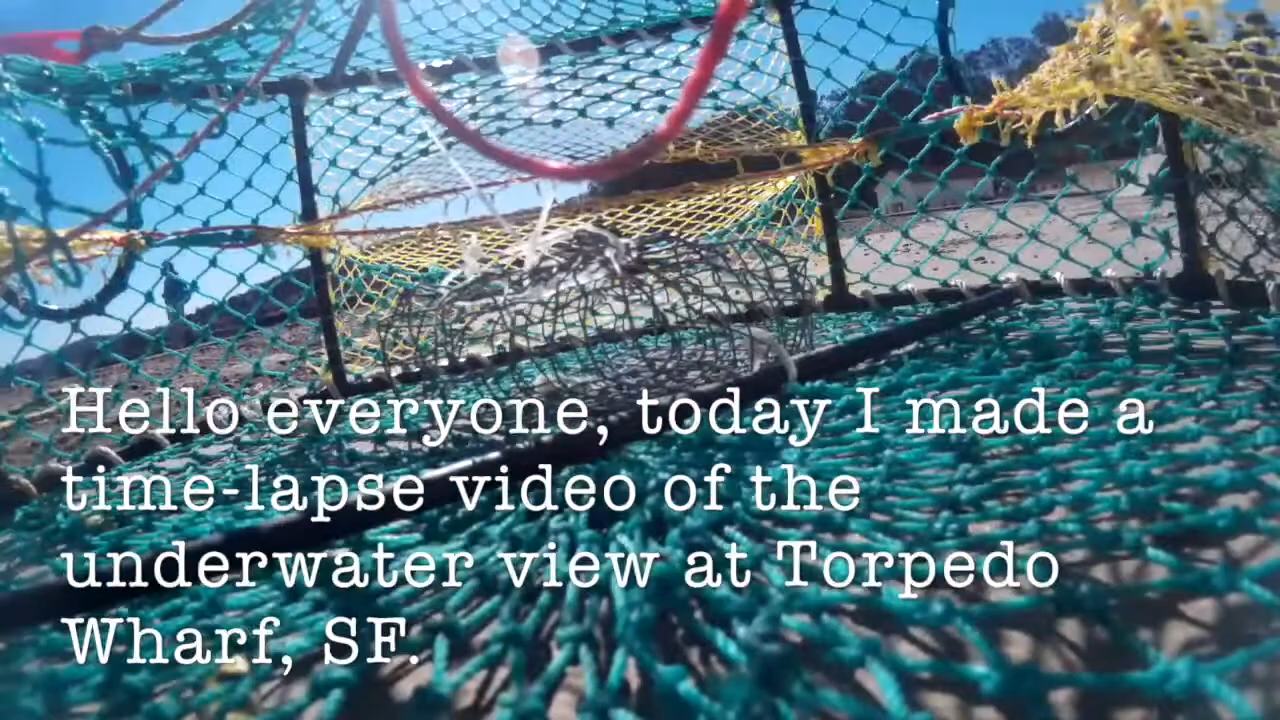 Hello everyone, today I made a
time-lapse video of the
underwater view at Torpedo
Wharf, SF.